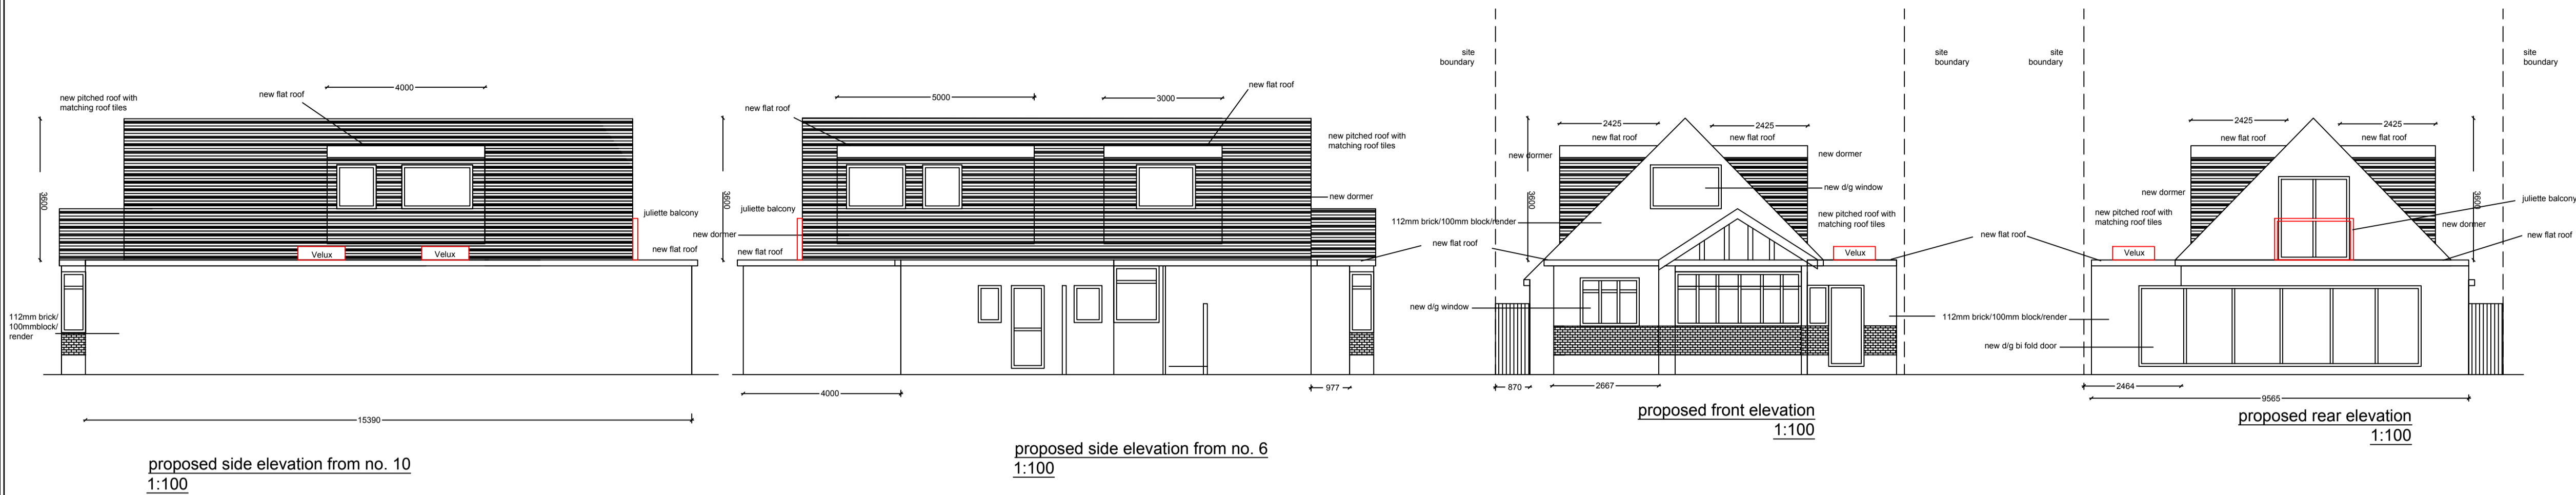 new pitched roof with
matching roof tiles
new flat roof
4000
3600
juliette balcony
new flat roof
Velux
Velux
112mm brick/
100mmblock/
render
15390
proposed side elevation from no. 10
1:100
new flat roof
5000
3000
new flat roof
new pitched roof with
matching roof tiles
3600
juliette balcony
new dormer
new dormer
new flat roof
4000
977
proposed side elevation from no. 6
1:100
site
boundary
site
boundary
2425
2425
new flat roof
new flat roof
new dormer
new dormer
3600
new d/g window
112mm brick/100mm block/render
new pitched roof with
matching roof tiles
new flat roof
new flat roof
Velux
new d/g window
112mm brick/100mm block/render
870
2667
proposed front elevation
1:100
site
boundary
site
boundary
2425
2425
new flat roof
new flat roof
new dormer
3600
juliette balcony
new pitched roof with
matching roof tiles
new dormer
new flat roof
Velux
new d/g bi fold door
2464
9565
proposed rear elevation
1:100